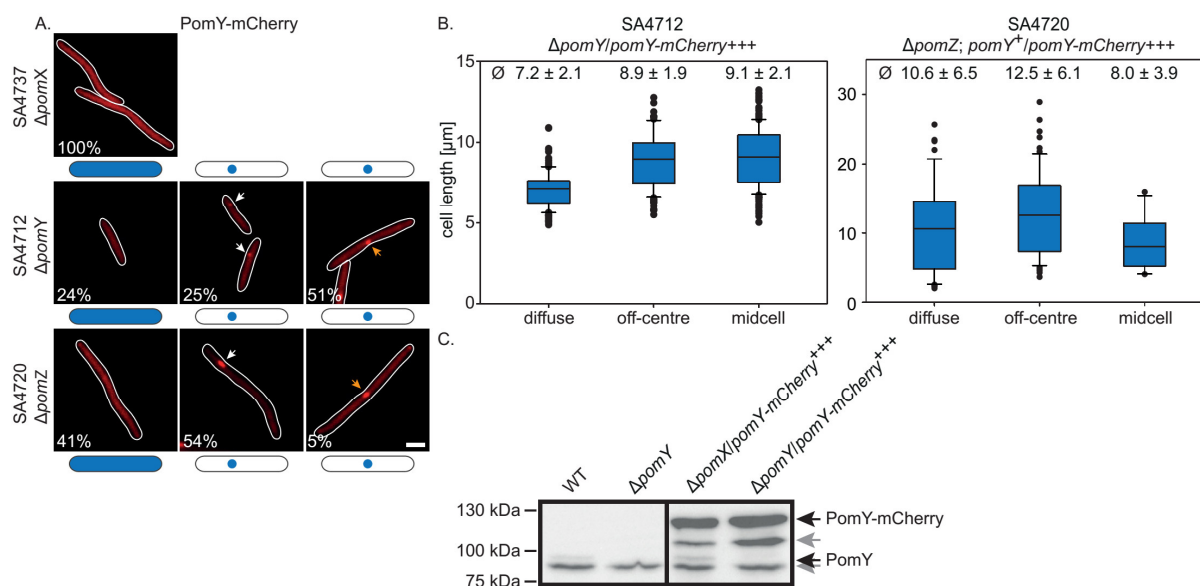 A.
PomY-mCherry
SA4737
ΔpomX
100%
SA4712
ΔpomY
24%
25%
51%
SA4720
ΔpomZ
41%
54%
5%
B.
SA4712
ΔpomY/pomY-mCherry+++
Ø 7.2 ± 2.1 8.9 ± 1.9 9.1 ± 2.1
cell length [µm]
15
10
5
0
diffuse off-centre midcell
SA4720
ΔpomZ; pomY⁺/pomY-mCherry+++
Ø 10.6 ± 6.5 12.5 ± 6.1 8.0 ± 3.9
30
20
10
0
diffuse off-centre midcell
C.
WT
ΔpomY
ΔpomX/pomY-mCherry⁺⁺⁺
ΔpomY/pomY-mCherry⁺⁺⁺
130 kDa
100 kDa
75 kDa
PomY-mCherry
PomY